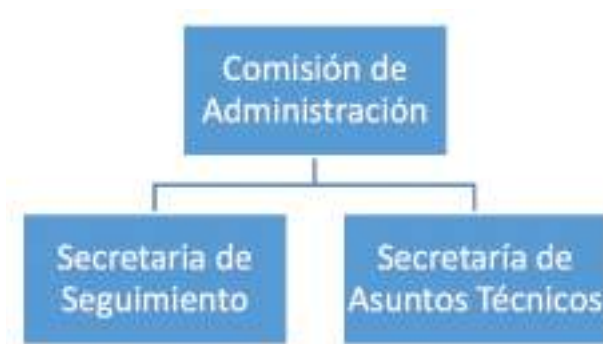 Comisión de
Administración
Secretaria de
Seguimiento
Secretaría de
Asuntos Técnicos